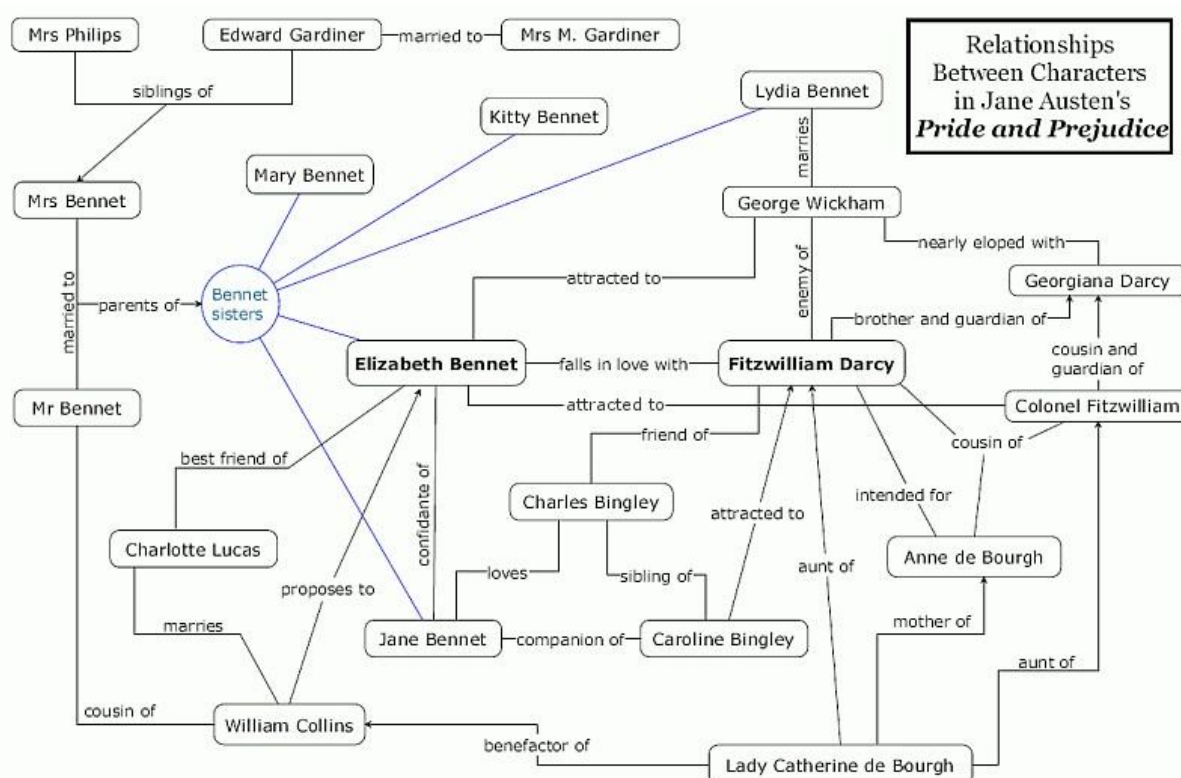 Mrs Philips
Edward Gardiner
married to
Mrs M. Gardiner
Relationships
Between Characters
in Jane Austen's
Pride and Prejudice
siblings of
Kitty Bennet
Lydia Bennet
marries
Mary Bennet
Mrs Bennet
George Wickham
nearly eloped with
attracted to
enemy of
Georgiana Darcy
married to
parents of
Bennet
sisters
brother and guardian of
Elizabeth Bennet
falls in love with
Fitzwilliam Darcy
cousin and
guardian of
Mr Bennet
attracted to
Colonel Fitzwilliam
friend of
cousin of
best friend of
confidante of
Charles Bingley
intended for
attracted to
Charlotte Lucas
Anne de Bourgh
proposes to
loves
sibling of
aunt of
marries
Jane Bennet
companion of
Caroline Bingley
mother of
aunt of
cousin of
William Collins
benefactor of
Lady Catherine de Bourgh